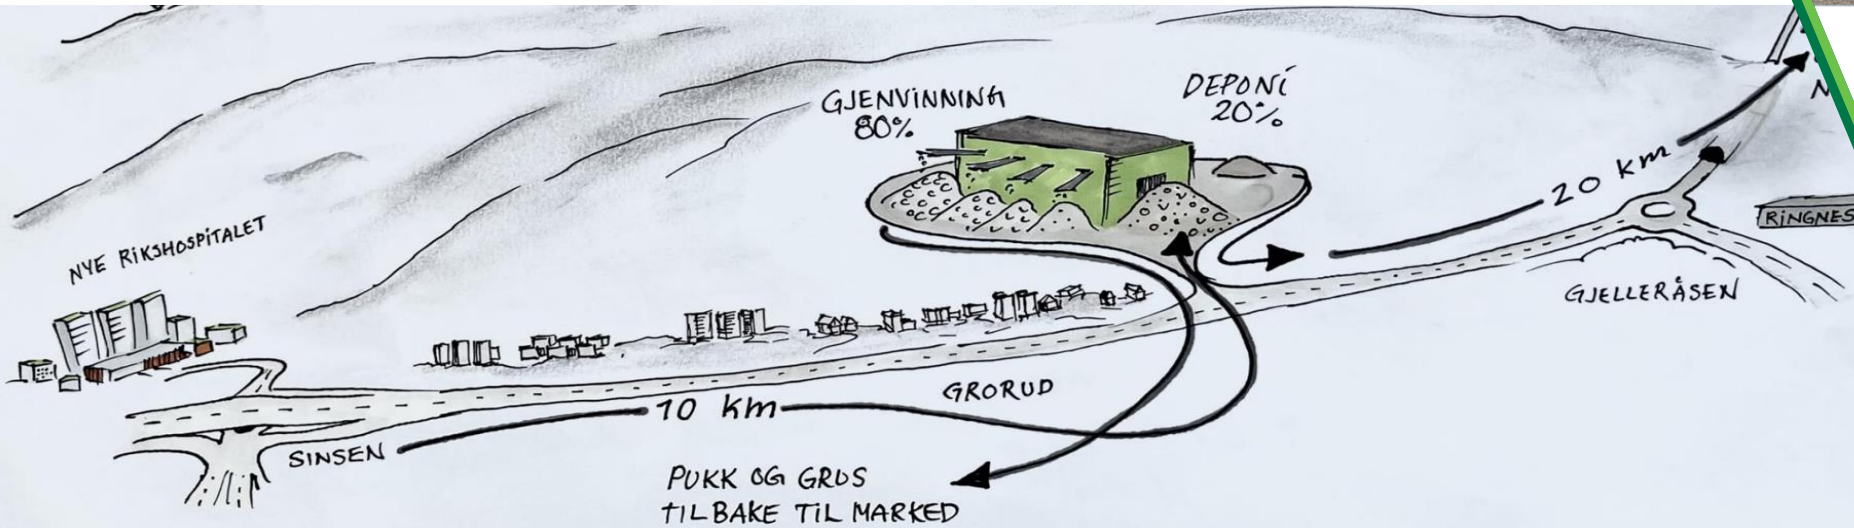 GJENVINNING
80%
DEPONI
20%
20 km
RINGNES
NYE RIKSHOSPITALET
GJELLERÅSEN
GRORUD
10 km
SINSEN
PUKK OG GRUS
TILBAKE TIL MARKED